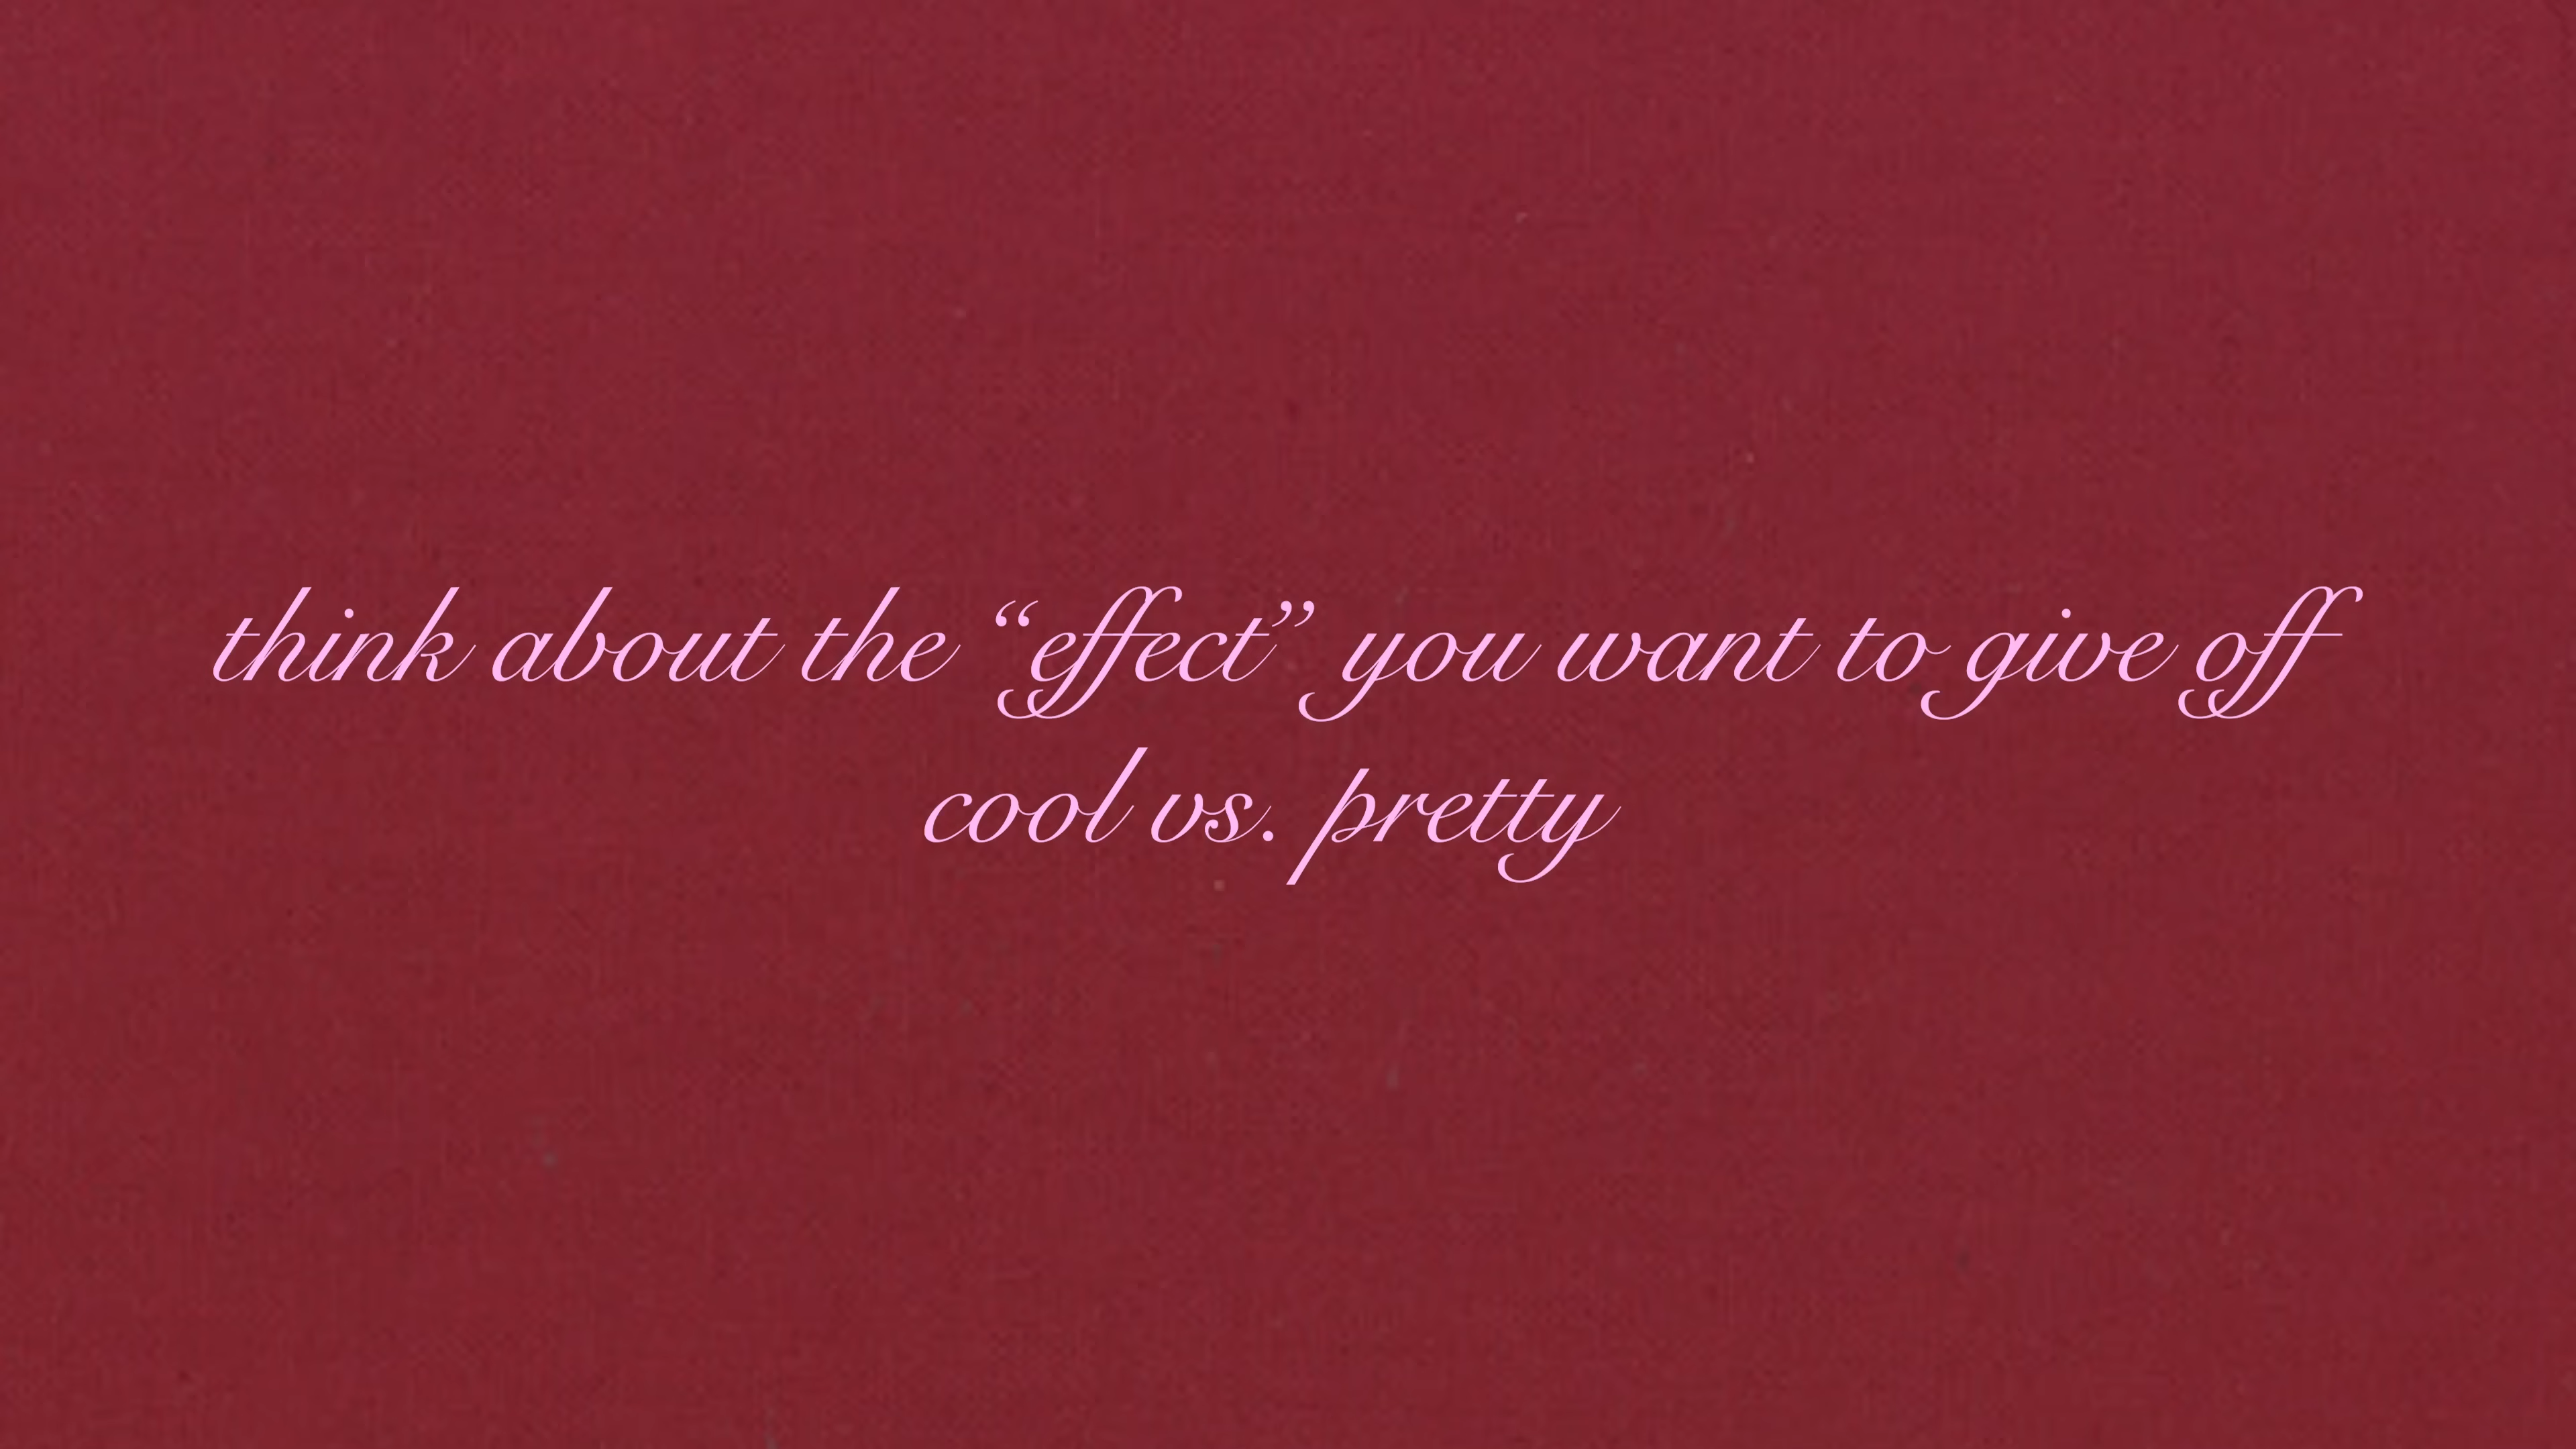 think about the “effect” you want to give off
cool vs. pretty